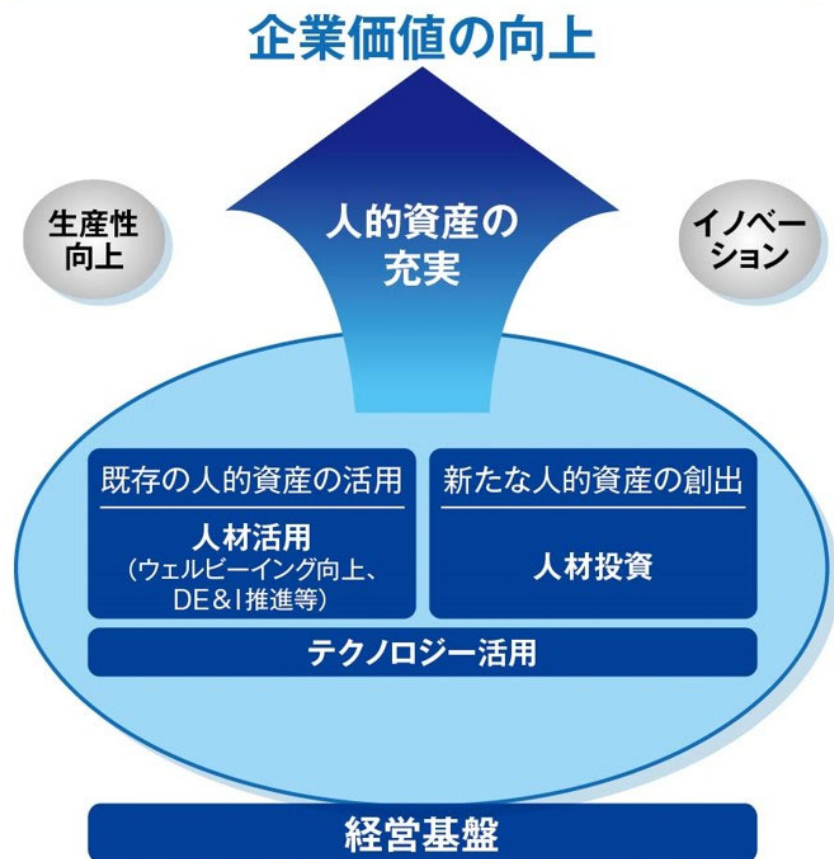 企業価値の向上
生産性
向上
人的資産の
充実
イノベー
ション
既存の人的資産の活用
人材活用
（ウェルビーイング向上、
DE＆I推進等）
新たな人的資産の創出
人材投資
テクノロジー活用
経営基盤